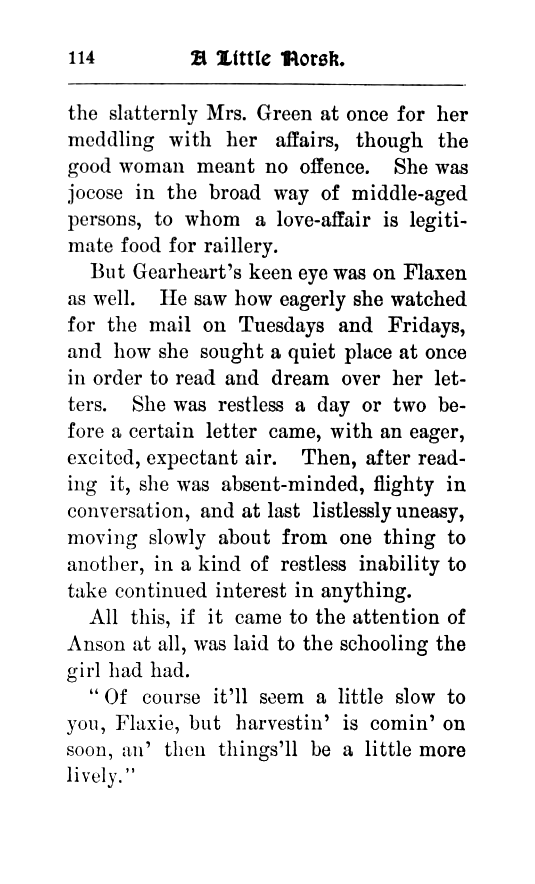 114 A Little Norsk.
the slatternly Mrs. Green at once for her
meddling with her affairs, though the
good woman meant no offence. She was
jocose in the broad way of middle-aged
persons, to whom a love-affair is legiti-
mate food for raillery.
But Gearheart's keen eye was on Flaxen
as well. He saw how eagerly she watched
for the mail on Tuesdays and Fridays,
and how she sought a quiet place at once
in order to read and dream over her let-
ters. She was restless a day or two be-
fore a certain letter came, with an eager,
excited, expectant air. Then, after read-
ing it, she was absent-minded, flighty in
conversation, and at last listlessly uneasy,
moving slowly about from one thing to
another, in a kind of restless inability to
take continued interest in anything.
All this, if it came to the attention of
Anson at all, was laid to the schooling the
girl had had.
"Of course it'll seem a little slow to
you, Flaxie, but harvestin' is comin' on
soon, an' then things'll be a little more
lively."